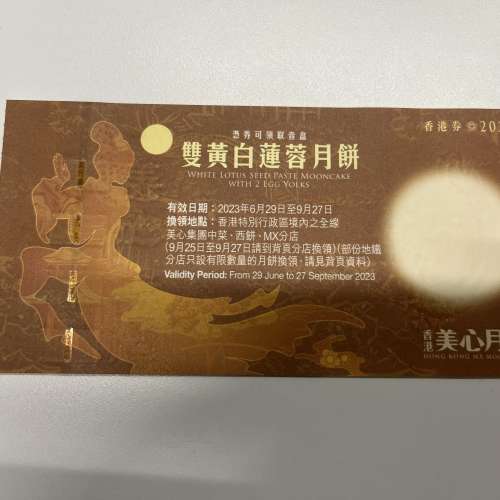 香港券 202
憑券可領取壹盒
雙黃白蓮蓉月餅
WHITE LOTUS SEED PASTE MOONCAKE
WITH 2 EGG YOLKS
有效日期：2023年6月29日至9月27日
換領地點：香港特別行政區境內之全線
美心集團中菜、西餅、MX分店
(9月25日至9月27日請到背頁分店換領)(部份地鐵
分店只設有限數量的月餅換領，請見背頁資料)
Validity Period: From 29 June to 27 September 2023
香港美心月
HONG KONG MX MO